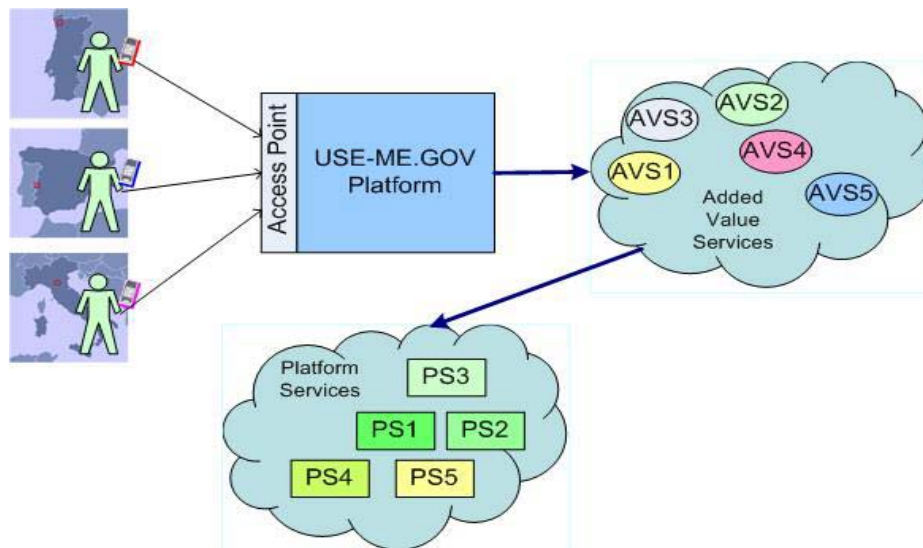 Access Point
USE-ME.GOV
Platform
AVS3
AVS2
AVS1
AVS4
AVS5
Added
Value
Services
Platform
Services
PS3
PS1
PS2
PS4
PS5